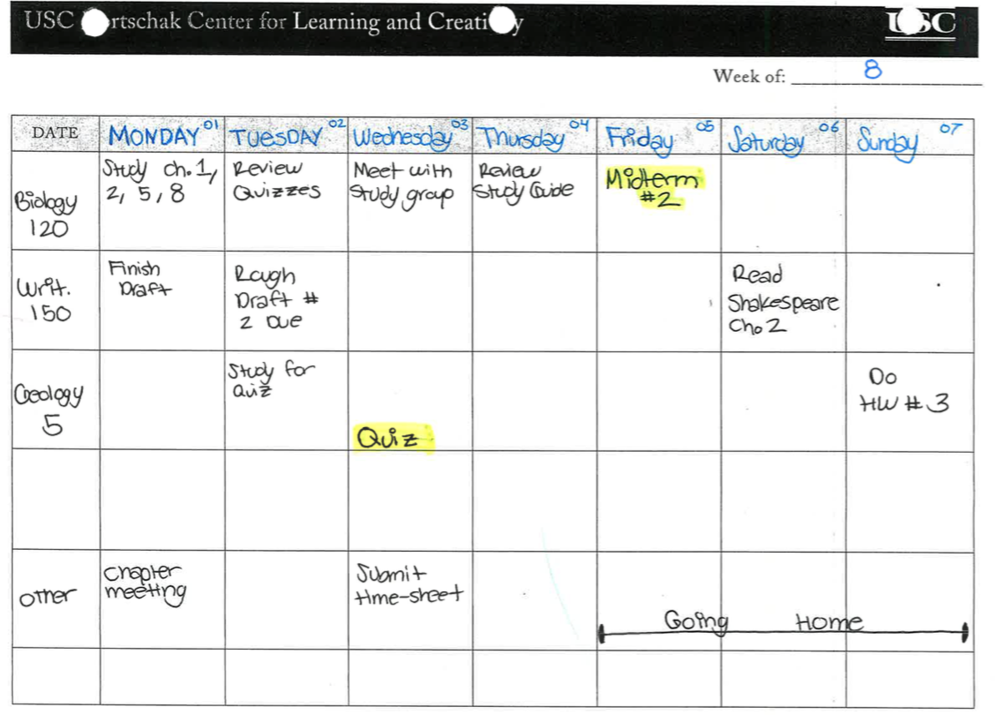 USC rtschak Center for Learning and Creati y
USC
Week of: 8
DATE MONDAY 01 TUESDAY 02 Wednesday 03 Thursday 04 Friday 05 Saturday 06 Sunday 07
Biology
120
Study ch. 1,
2, 5, 8
Review
Quizzes
Meet with
Study group
Review
Study Guide
Midterm
#2
Writ.
150
Finish
Draft
Rough
Draft #
2 Due
Read
Shakespeare
Ch. 2
Geology
5
Study for
Quiz
Quiz
Do
HW # 3
other
chapter
meeting
Submit
time-sheet
Going Home